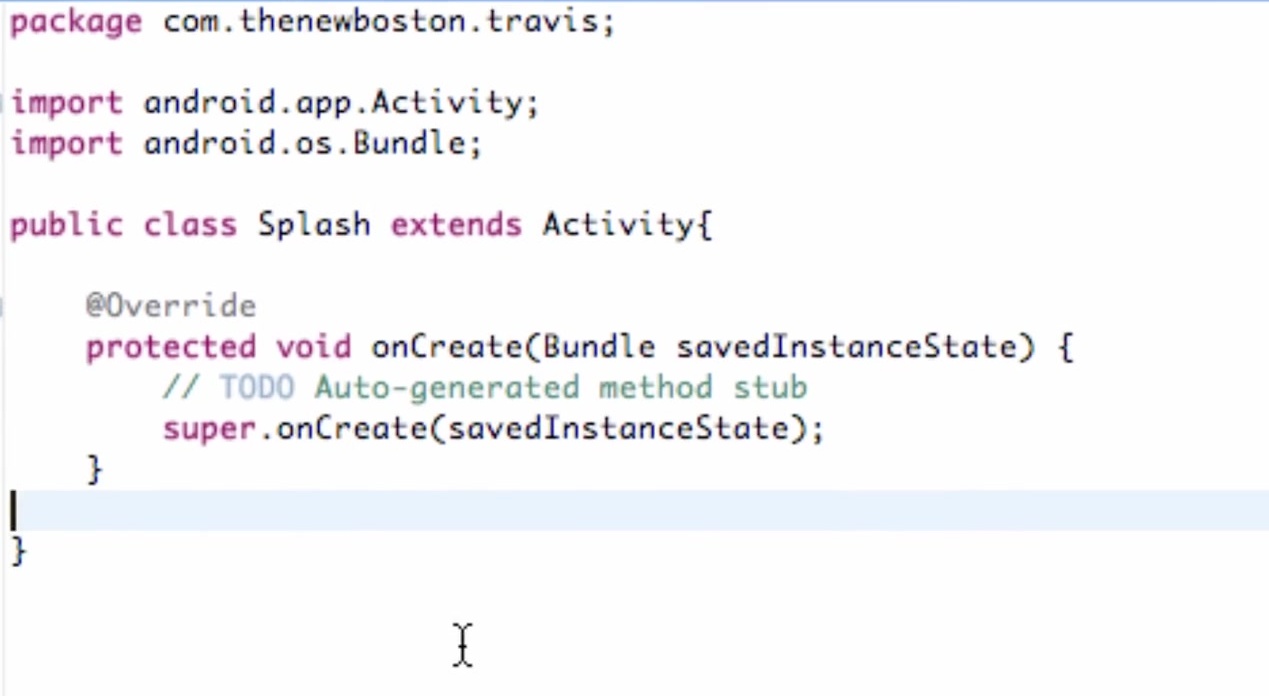 package com.thenewboston.travis;
import android.app.Activity;
import android.os.Bundle;
public class Splash extends Activity{
@Override
protected void onCreate(Bundle savedInstanceState) {
// TODO Auto-generated method stub
super.onCreate(savedInstanceState);
}
}